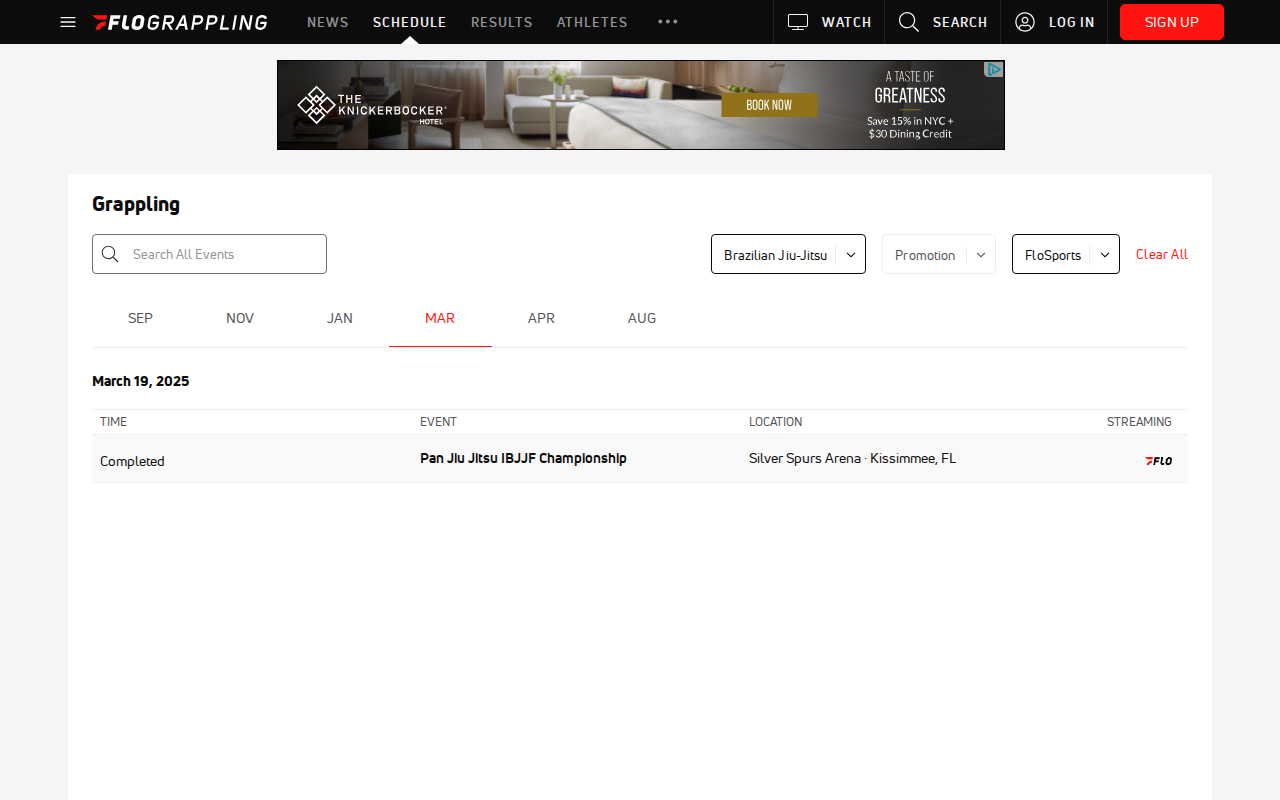 FLOGRAPPLING NEWS SCHEDULE RESULTS ATHLETES ••• WATCH SEARCH LOG IN SIGN UP
THE KNICKERBOCKER HOTEL
BOOK NOW
A TASTE OF
GREATNESS
Save 15% in NYC +
$30 Dining Credit
Grappling
Search All Events Brazilian Jiu-Jitsu Promotion FloSports Clear All
SEP NOV JAN MAR APR AUG
March 19, 2025
TIME EVENT LOCATION STREAMING
Completed Pan Jiu Jitsu IBJJF Championship Silver Spurs Arena · Kissimmee, FL FLO